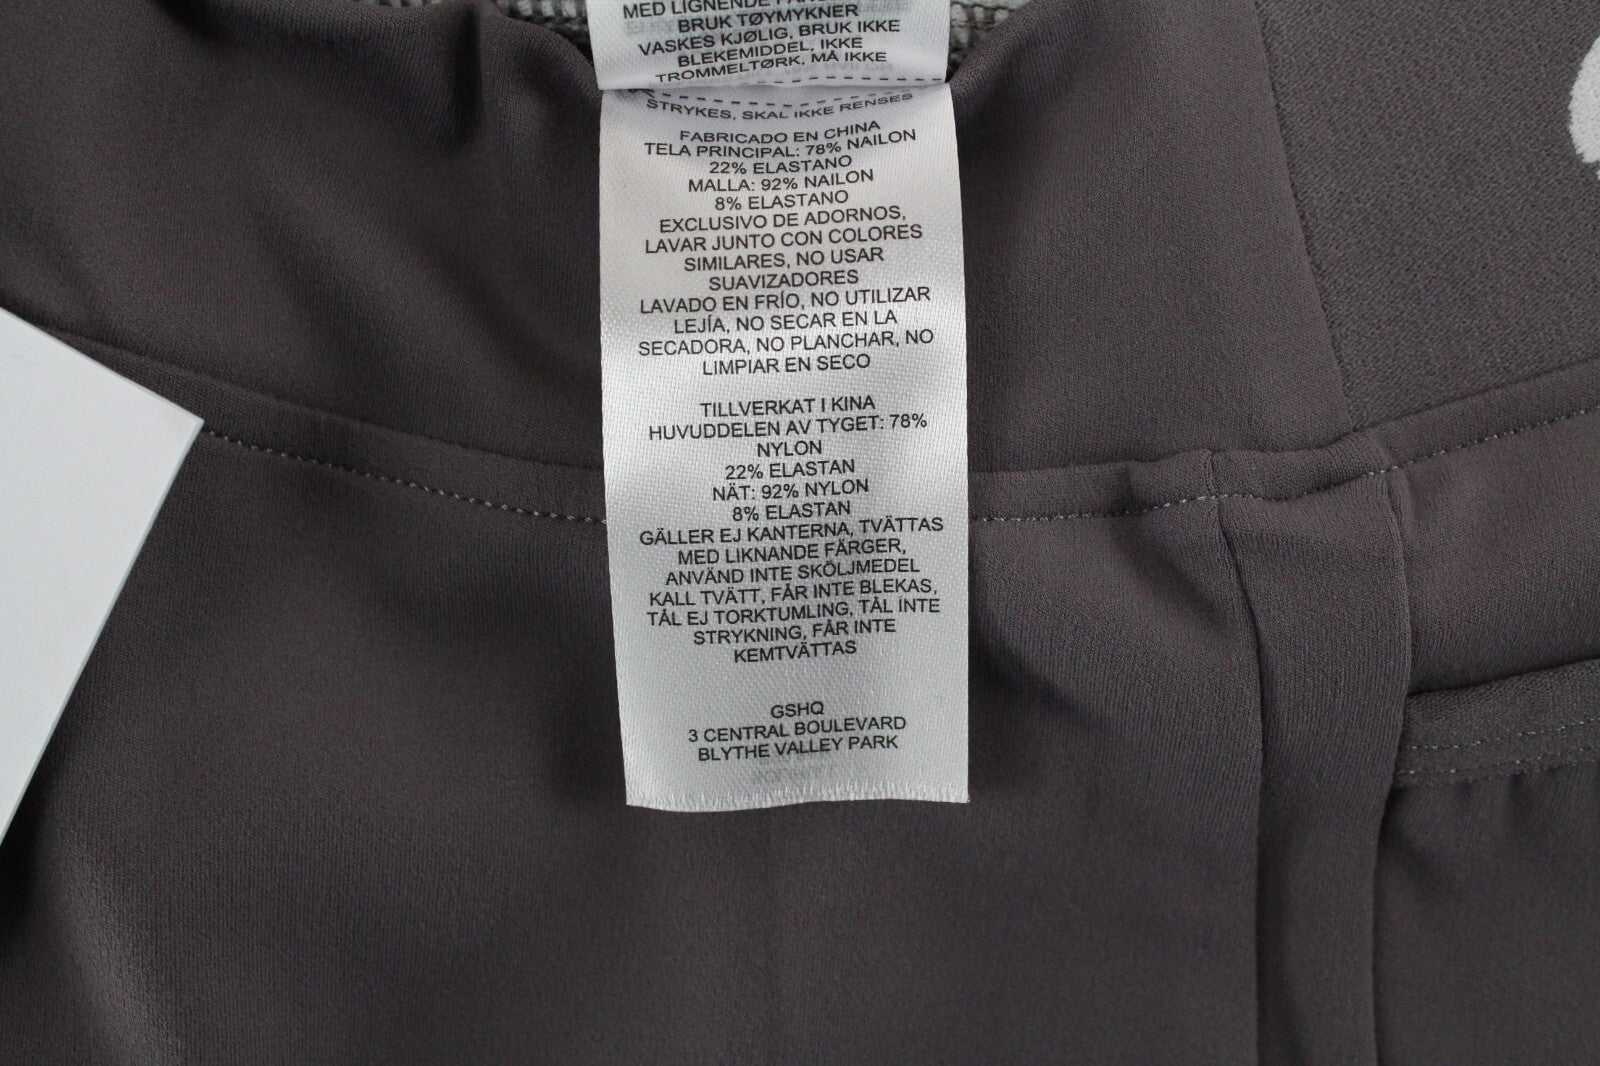 MED LIGNENDE
BRUK TØYMYKNER
VASKES KJØLIG, BRUK IKKE
BLEKEMIDDEL, IKKE
TROMMELTØRK. MÅ IKKE
STRYKES, SKAL IKKE RENSES
FABRICADO EN CHINA
TELA PRINCIPAL: 78% NAILON
22% ELASTANO
MALLA: 92% NAILON
8% ELASTANO
EXCLUSIVO DE ADORNOS,
LAVAR JUNTO CON COLORES
SIMILARES, NO USAR
SUAVIZADORES
LAVADO EN FRÍO, NO UTILIZAR
LEJÍA, NO SECAR EN LA
SECADORA, NO PLANCHAR, NO
LIMPIAR EN SECO
TILLVERKAT I KINA
HUVUDDELEN AV TYGET: 78%
NYLON
22% ELASTAN
NÄT: 92% NYLON
8% ELASTAN
GÄLLER EJ KANTERNA, TVÄTTAS
MED LIKNANDE FÄRGER,
ANVÄND INTE SKÖLJMEDEL
KALL TVÄTT, FÅR INTE BLEKAS,
TÅL EJ TORKTUMLING, TÅL INTE
STRYKNING, FÅR INTE
KEMTVÄTTAS
GSHQ
3 CENTRAL BOULEVARD
BLYTHE VALLEY PARK